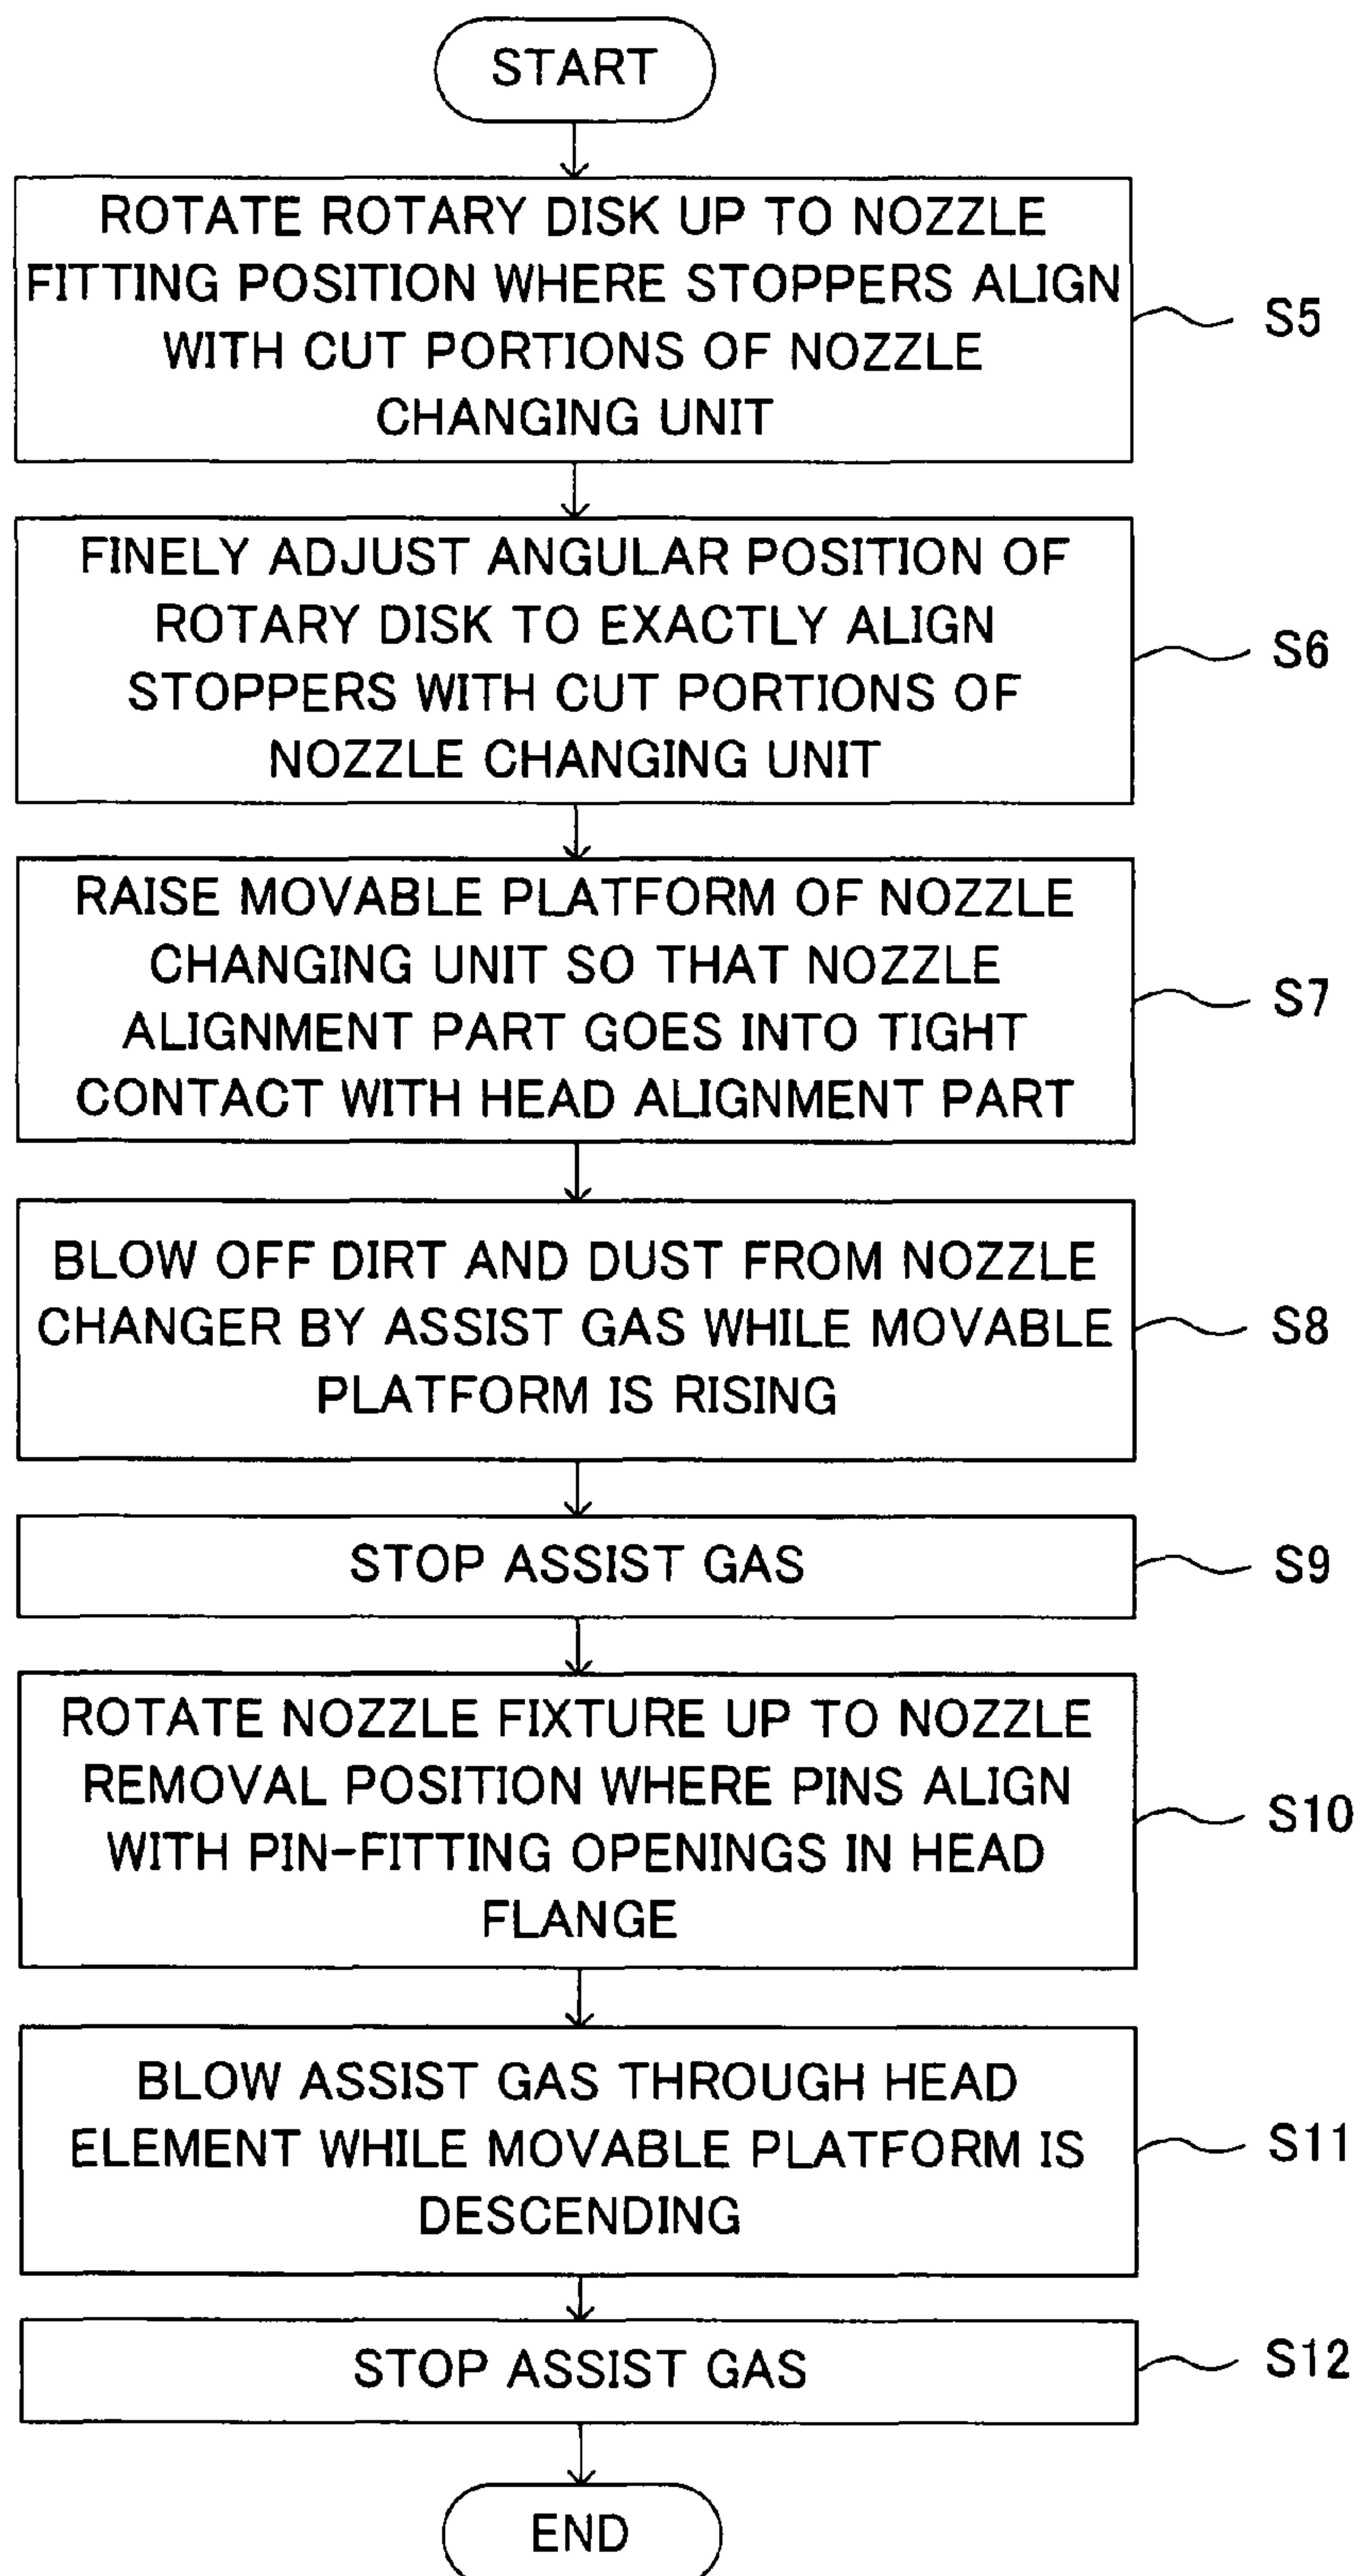 START
ROTATE ROTARY DISK UP TO NOZZLE
FITTING POSITION WHERE STOPPERS ALIGN
WITH CUT PORTIONS OF NOZZLE
CHANGING UNIT
S5
FINELY ADJUST ANGULAR POSITION OF
ROTARY DISK TO EXACTLY ALIGN
STOPPERS WITH CUT PORTIONS OF
NOZZLE CHANGING UNIT
S6
RAISE MOVABLE PLATFORM OF NOZZLE
CHANGING UNIT SO THAT NOZZLE
ALIGNMENT PART GOES INTO TIGHT
CONTACT WITH HEAD ALIGNMENT PART
S7
BLOW OFF DIRT AND DUST FROM NOZZLE
CHANGER BY ASSIST GAS WHILE MOVABLE
PLATFORM IS RISING
S8
STOP ASSIST GAS
S9
ROTATE NOZZLE FIXTURE UP TO NOZZLE
REMOVAL POSITION WHERE PINS ALIGN
WITH PIN-FITTING OPENINGS IN HEAD
FLANGE
S10
BLOW ASSIST GAS THROUGH HEAD
ELEMENT WHILE MOVABLE PLATFORM IS
DESCENDING
S11
STOP ASSIST GAS
S12
END